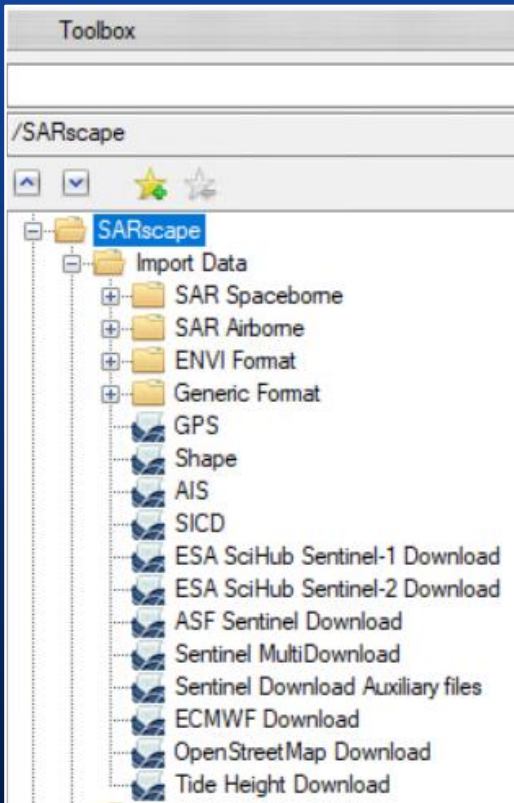 Toolbox
/SARscape
SARscape
Import Data
SAR Spaceborne
SAR Airborne
ENVI Format
Generic Format
GPS
Shape
AIS
SICD
ESA SciHub Sentinel-1 Download
ESA SciHub Sentinel-2 Download
ASF Sentinel Download
Sentinel MultiDownload
Sentinel Download Auxiliary files
ECMWF Download
OpenStreetMap Download
Tide Height Download